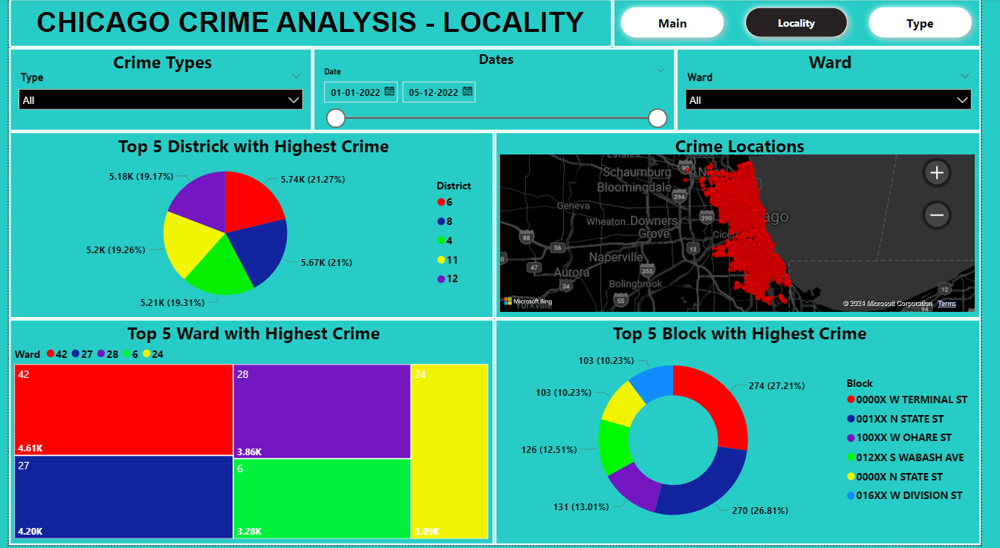 CHICAGO CRIME ANALYSIS - LOCALITY
Main
Locality
Type
Crime Types
Type
All
Dates
Date
01-01-2022
05-12-2022
Ward
Ward
All
Top 5 Districk with Highest Crime
5.18K (19.17%)
5.74K (21.27%)
5.2K (19.26%)
5.67K (21%)
5.21K (19.31%)
District
6
8
4
11
12
Crime Locations
Estates
Schaumburg
90
Bloomingdale
294
Geneva
290
ago
Wheaton
Downers
Grove
Cice
88
56
12
Naperville
47
355
Aurora
34
Bolingbrook
12
55
Microsoft Bing
Yorkville
© 2024 Microsoft Corporation
Terms
94
Top 5 Ward with Highest Crime
Ward 42 27 28 6 24
42
4.61K
27
4.20K
28
3.86K
6
3.28K
24
3.09K
Top 5 Block with Highest Crime
103 (10.23%)
274 (27.21%)
103 (10.23%)
126 (12.51%)
131 (13.01%)
270 (26.81%)
Block
0000X W TERMINAL ST
001XX N STATE ST
100XX W OHARE ST
012XX S WABASH AVE
0000X N STATE ST
016XX W DIVISION ST